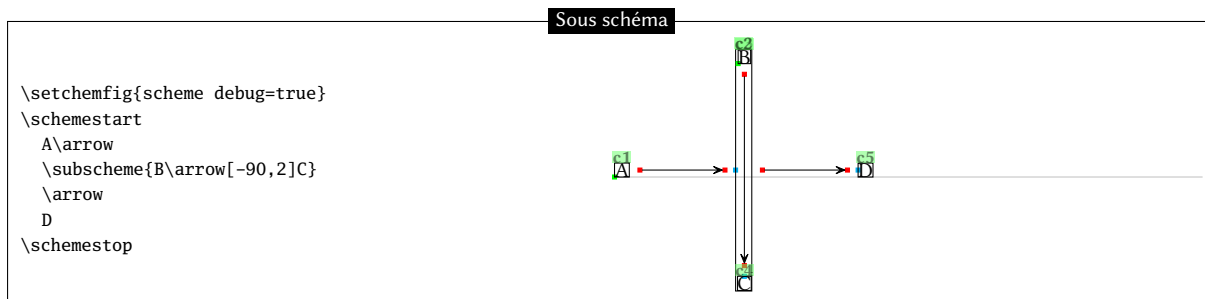 Sous schéma
\setchemfig{scheme debug=true}
\schemestart
A\arrow
\subscheme{B\arrow[-90,2]C}
\arrow
D
\schemestop
c2
B
c1
A
c5
D
c4
C